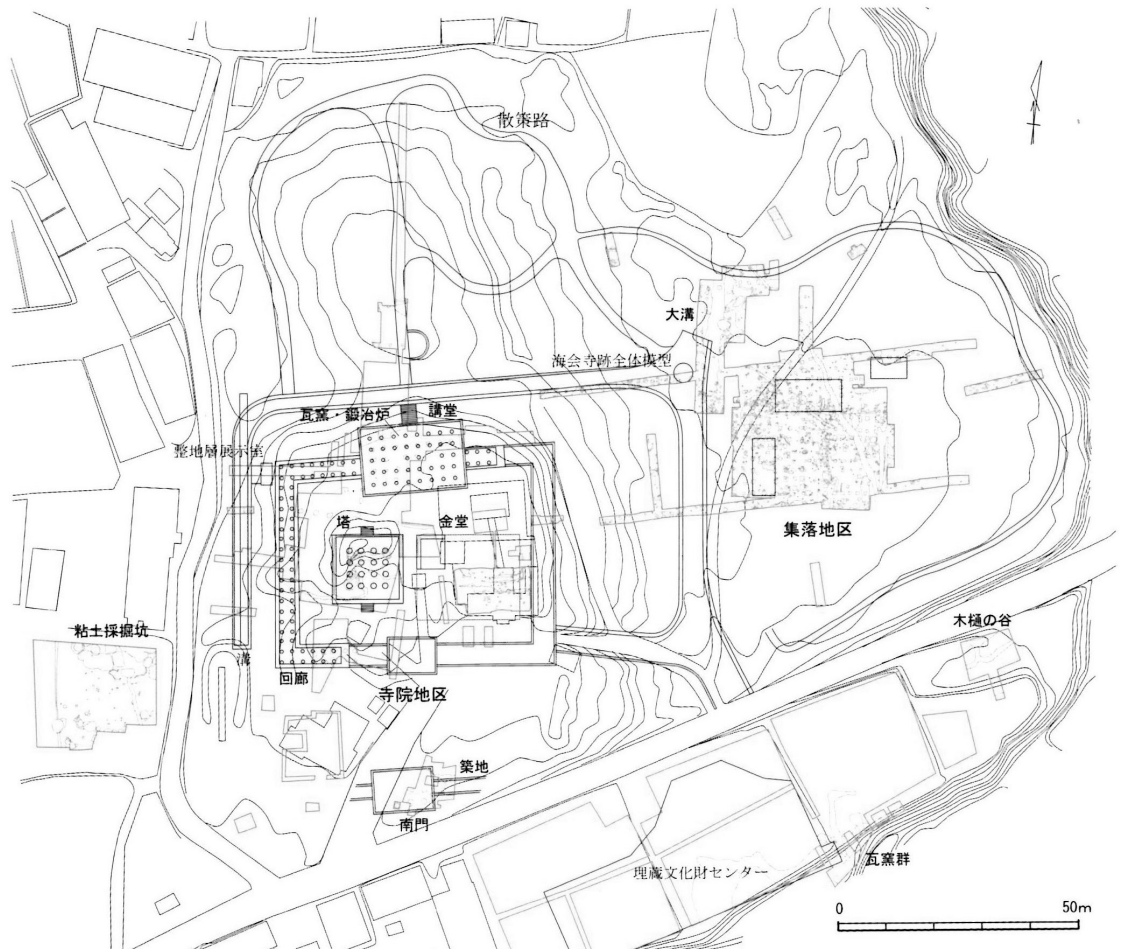 散策路
大溝
海会寺跡全体模型
瓦窯・鍛冶炉
講堂
整地層展示室
塔
金堂
集落地区
粘土採掘坑
木樋の谷
溝
回廊
寺院地区
築地
南門
瓦窯群
埋蔵文化財センター
0
50m